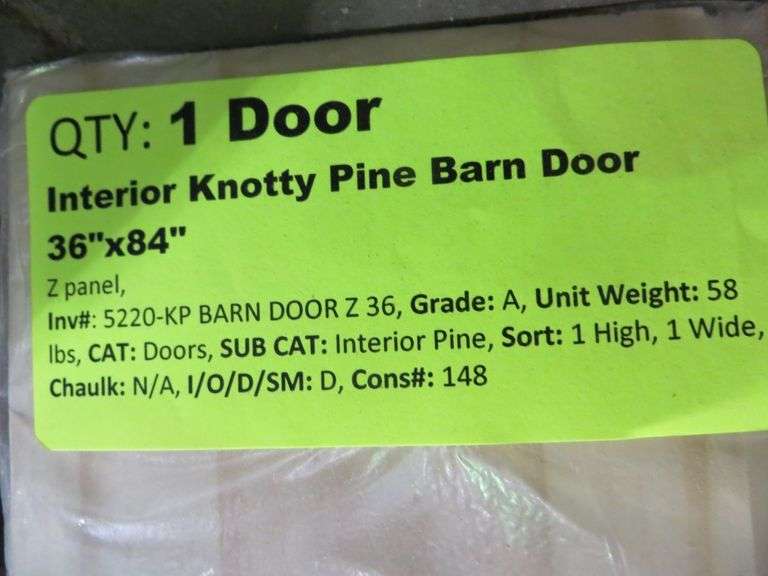 QTY: 1 Door
Interior Knotty Pine Barn Door
36"x84"
Z panel,
Inv#: 5220-KP BARN DOOR Z 36, Grade: A, Unit Weight: 58
lbs, CAT: Doors, SUB CAT: Interior Pine, Sort: 1 High, 1 Wide,
Chaulk: N/A, I/O/D/SM: D, Cons#: 148